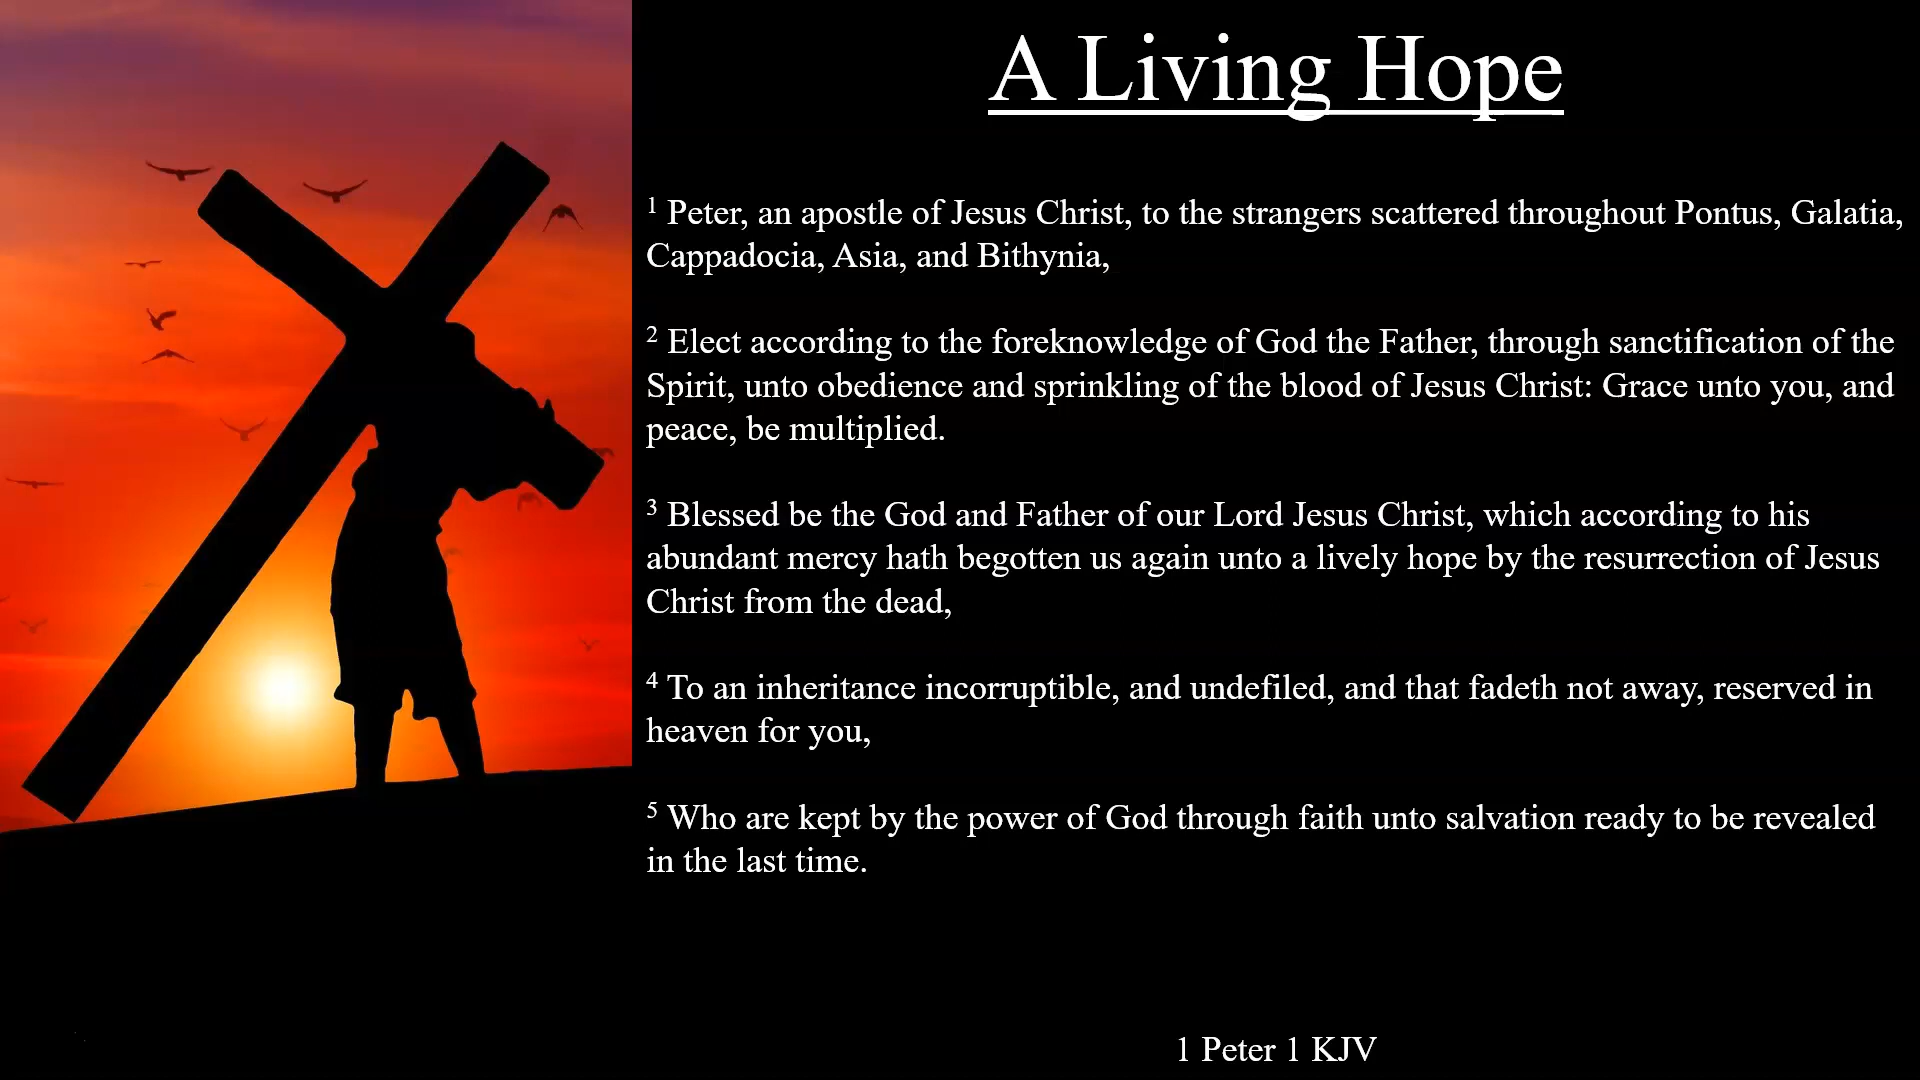 A Living Hope
1 Peter, an apostle of Jesus Christ, to the strangers scattered throughout Pontus, Galatia,
Cappadocia, Asia, and Bithynia,
2 Elect according to the foreknowledge of God the Father, through sanctification of the
Spirit, unto obedience and sprinkling of the blood of Jesus Christ: Grace unto you, and
peace, be multiplied.
3 Blessed be the God and Father of our Lord Jesus Christ, which according to his
abundant mercy hath begotten us again unto a lively hope by the resurrection of Jesus
Christ from the dead,
4 To an inheritance incorruptible, and undefiled, and that fadeth not away, reserved in
heaven for you,
5 Who are kept by the power of God through faith unto salvation ready to be revealed
in the last time.
1 Peter 1 KJV